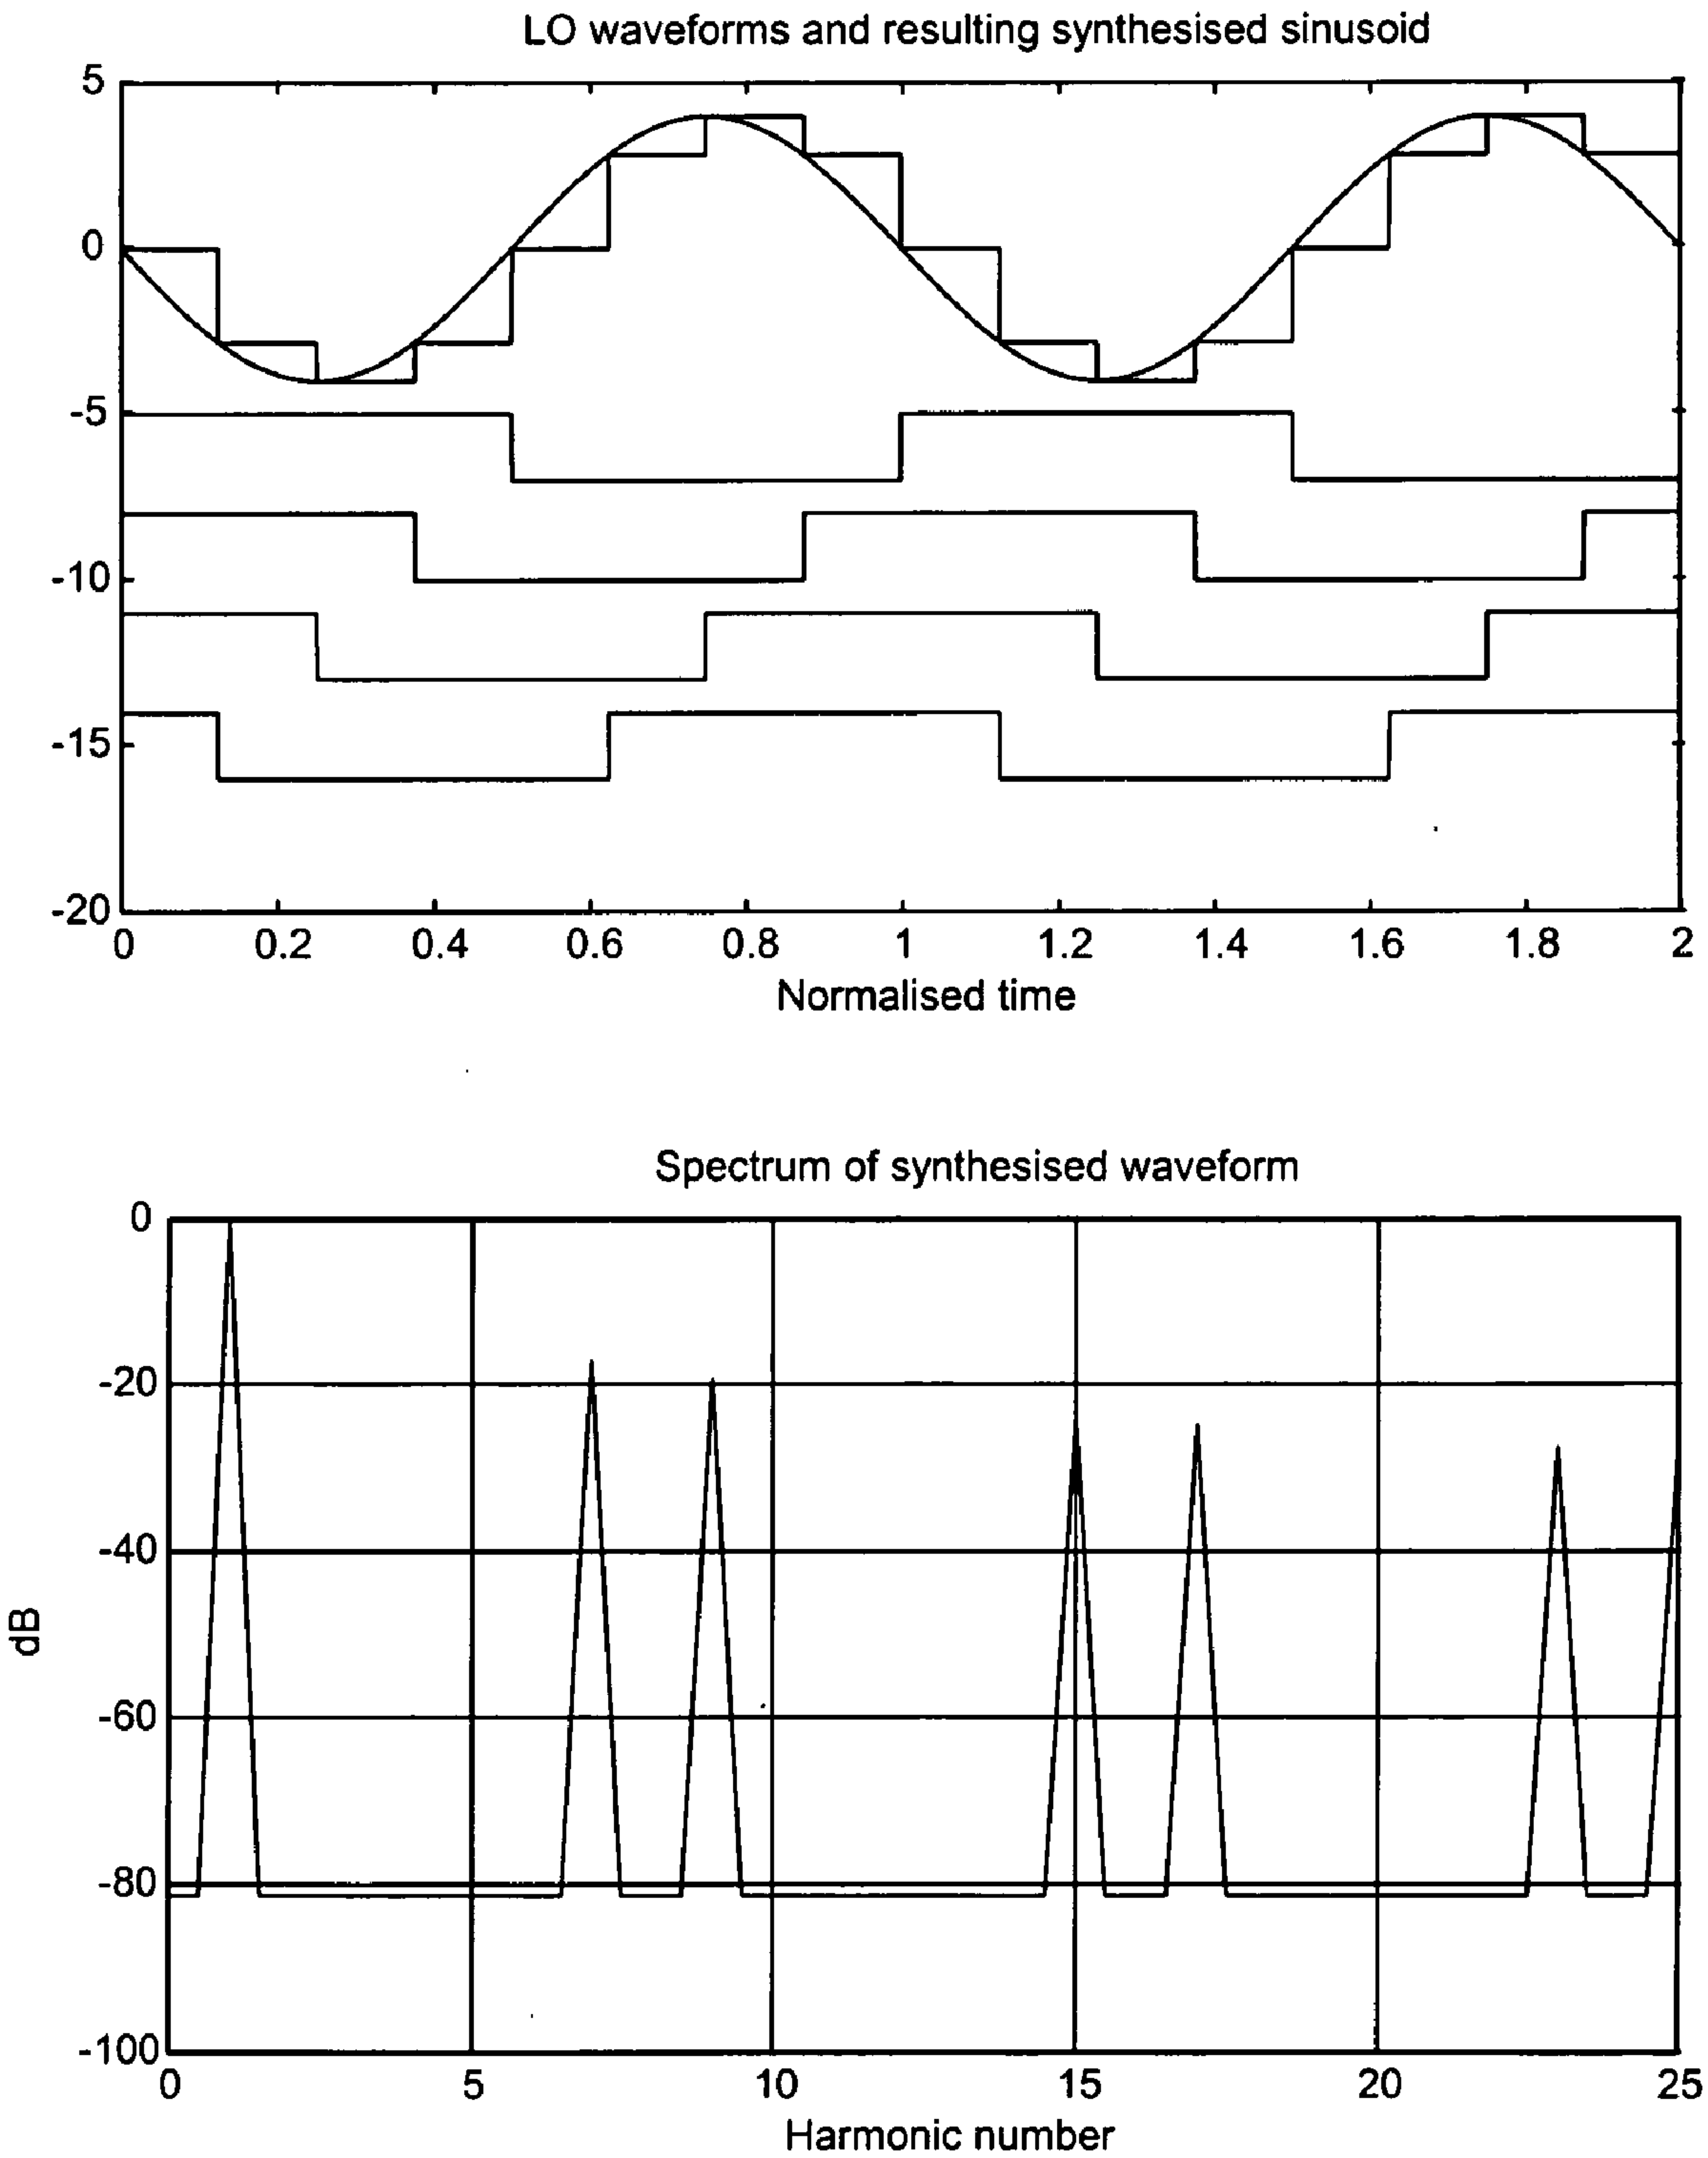 LO waveforms and resulting synthesised sinusoid
5
0
-5
-10
-15
-20
0 0.2 0.4 0.6 0.8 1 1.2 1.4 1.6 1.8 2
Normalised time
Spectrum of synthesised waveform
0
-20
-40
-60
-80
-100
dB
0 5 10 15 20 25
Harmonic number